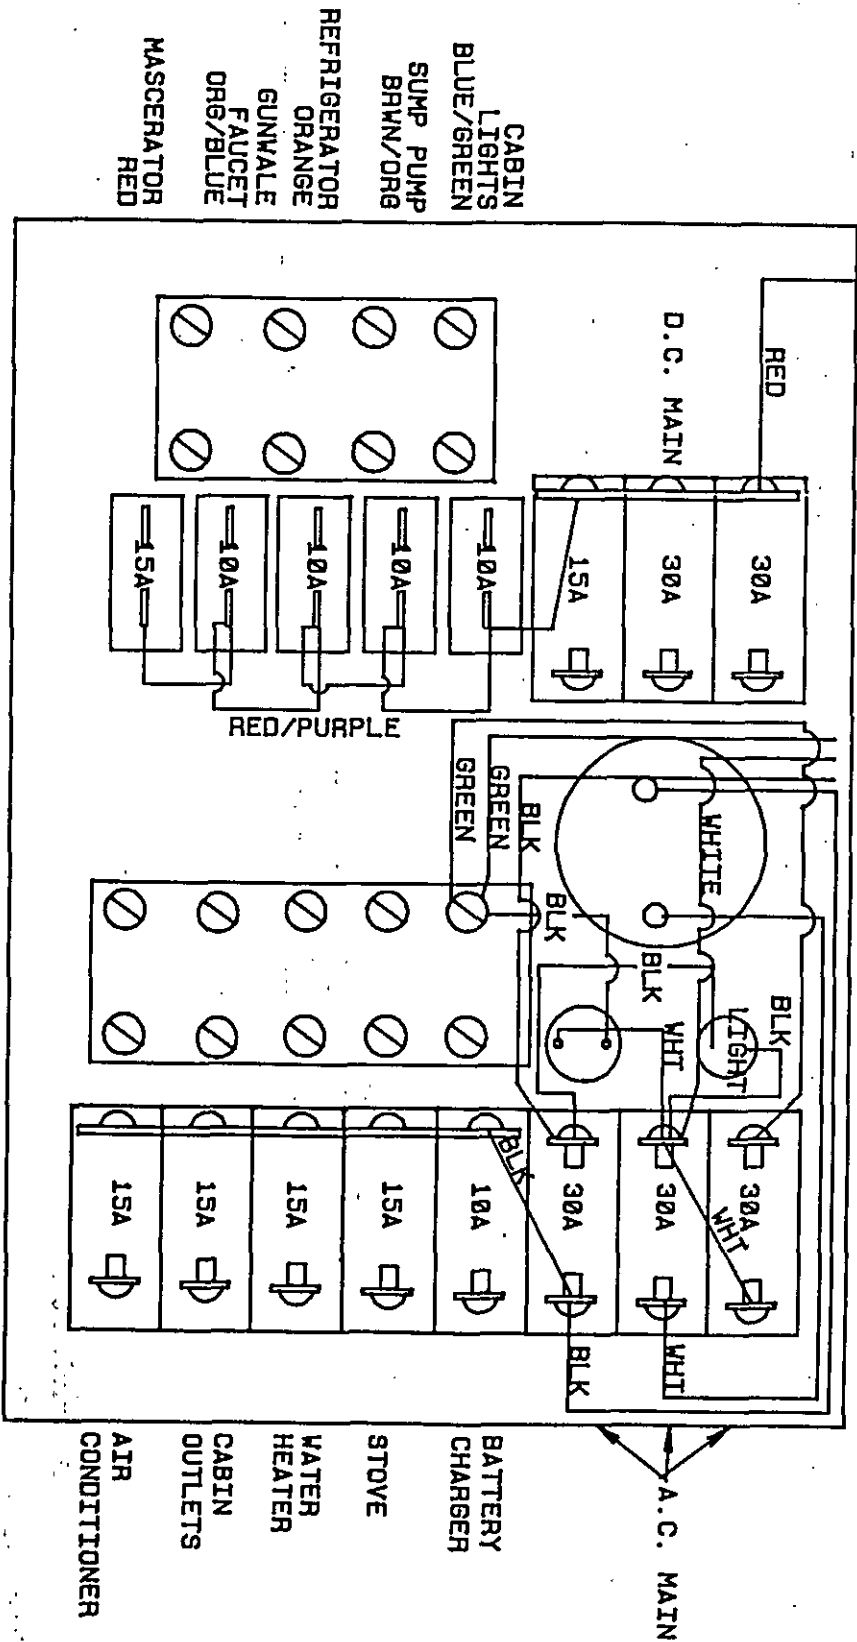 MASCERATOR
RED
GUNWALE
FAUCET
ORG/BLUE
REFRIGERATOR
ORANGE
SUMP PUMP
BRWN/ORG
CABIN
LIGHTS
BLUE/GREEN
D.C. MAIN
RED
15A
10A
10A
10A
10A
15A
30A
30A
RED/PURPLE
GREEN
GREEN
BLK
WHITE
BLK
BLK
WHT
LIGHT
BLK
15A
15A
15A
15A
10A
BLK
30A
30A
30A
WHT
BLK
WHT
AIR
CONDITIONER
CABIN
OUTLETS
WATER
HEATER
STOVE
BATTERY
CHARGER
A.C. MAIN